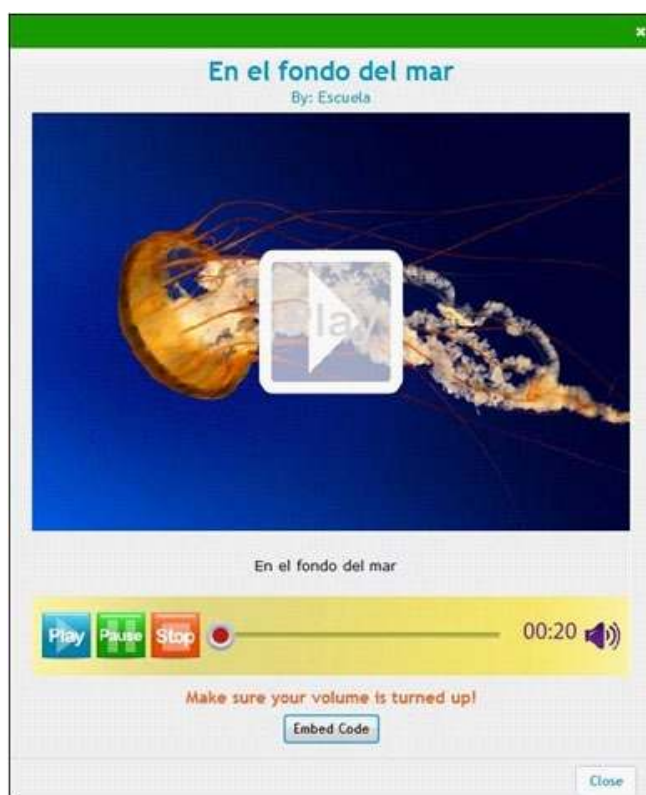 En el fondo del mar
By: Escuela
Play
En el fondo del mar
Play Pause Stop 00:20
Make sure your volume is turned up!
Embed Code
Close